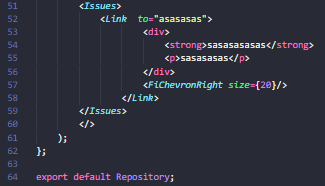 51 <Issues>
52 <Link to="asasasas">
53 <div>
54 <strong>sasasasasas</strong>
55 <p>sasasasas</p>
56 </div>
57 <FiChevronRight size={20}/>
58 </Link>
59 </Issues>
60 </>
61 );
62 };
63
64 export default Repository;